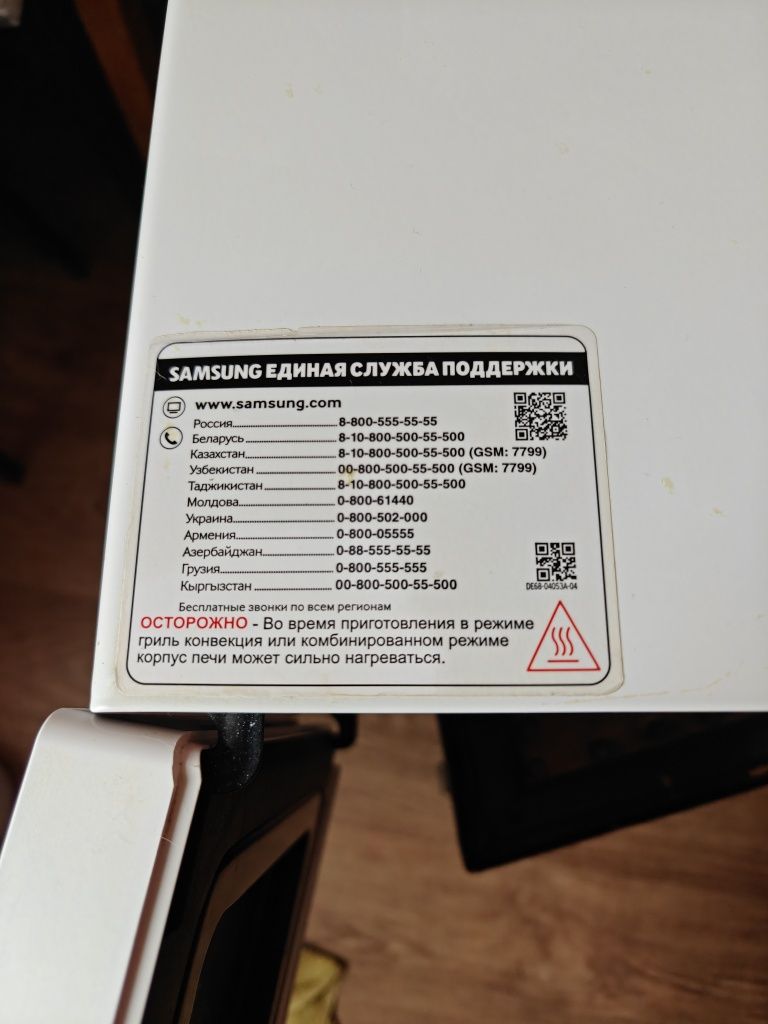 SAMSUNG ЕДИНАЯ СЛУЖБА ПОДДЕРЖКИ
www.samsung.com
Россия 8-800-555-55-55
Беларусь 8-10-800-500-55-500
Казахстан 8-10-800-500-55-500 (GSM: 7799)
Узбекистан 00-800-500-55-500 (GSM: 7799)
Таджикистан 8-10-800-500-55-500
Молдова 0-800-61440
Украина 0-800-502-000
Армения 0-800-05555
Азербайджан 0-88-555-55-55
Грузия 0-800-555-555
Кыргызстан 00-800-500-55-500
DE68-04053A-04
Бесплатные звонки по всем регионам
ОСТОРОЖНО - Во время приготовления в режиме
гриль конвекция или комбинированном режиме
корпус печи может сильно нагреваться.